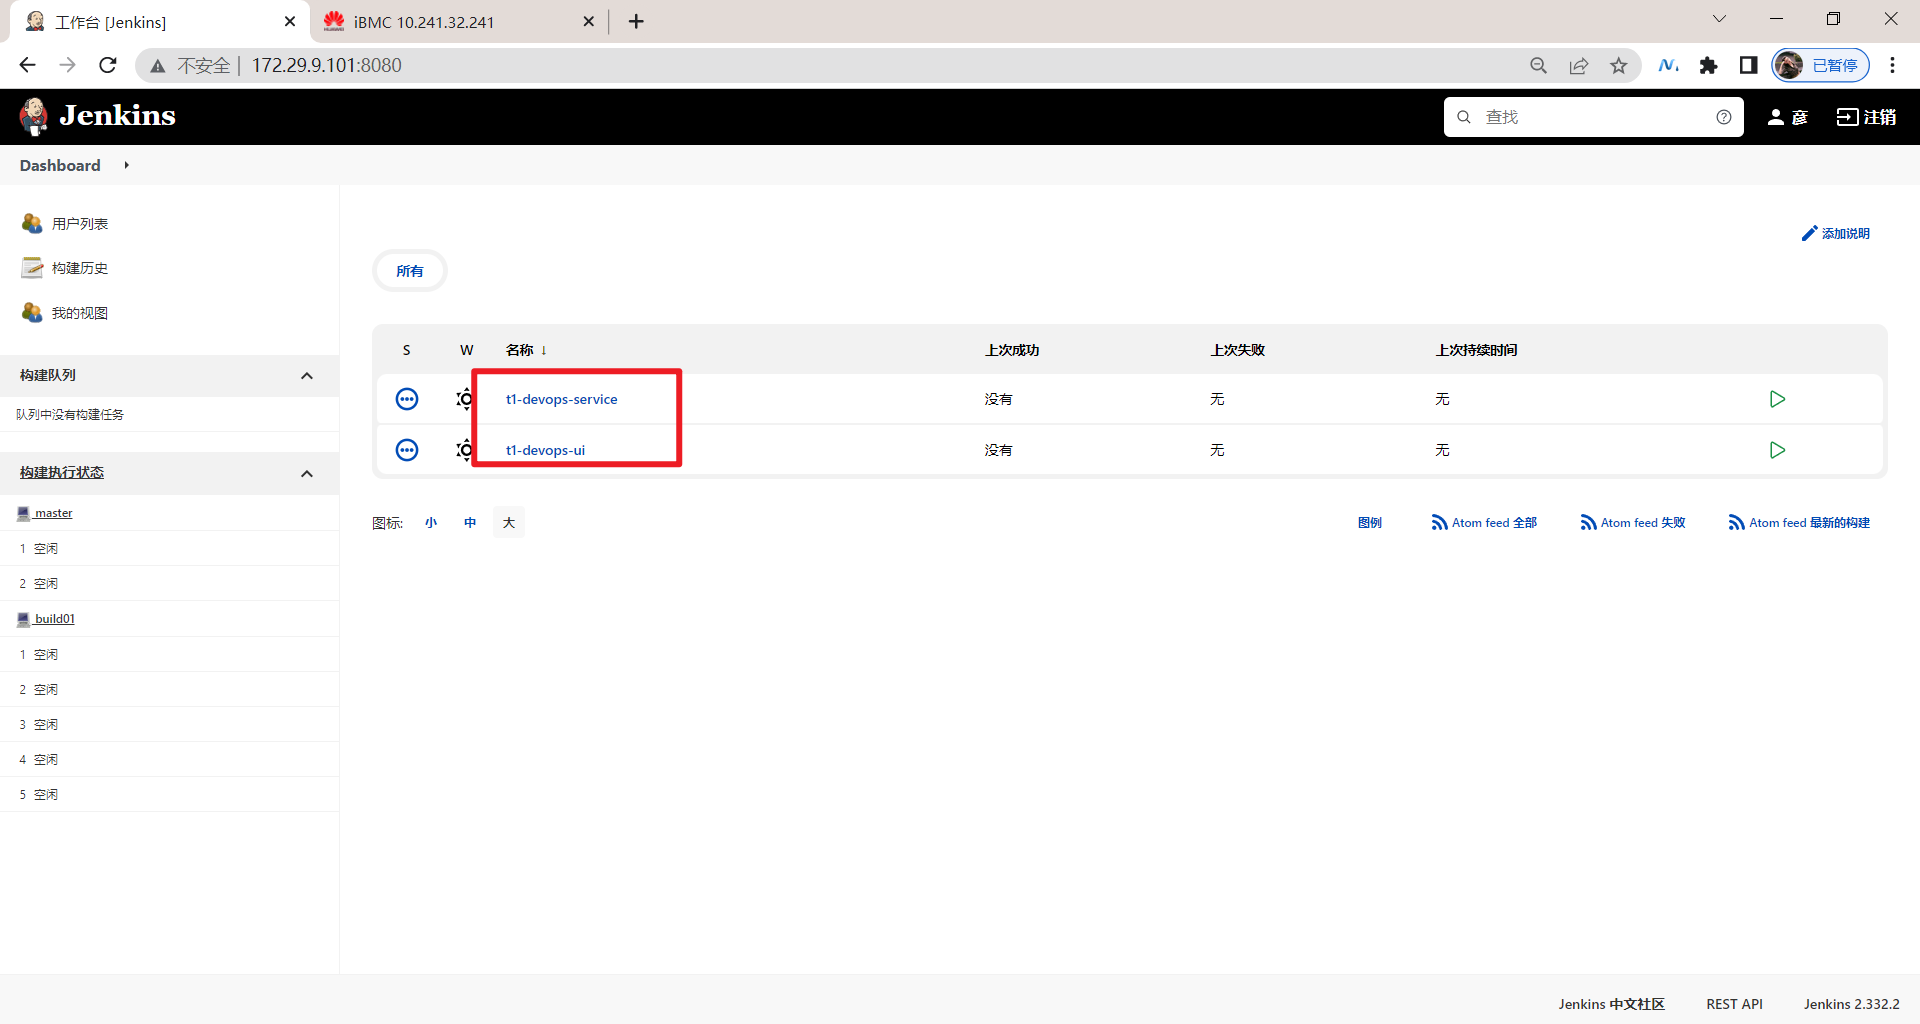 工作台 [Jenkins]
iBMC 10.241.32.241
不安全
172.29.9.101:8080
已暂停
Jenkins
查找
彦
注销
Dashboard
用户列表
构建历史
我的视图
构建队列
队列中没有构建任务
构建执行状态
master
1 空闲
2 空闲
build01
1 空闲
2 空闲
3 空闲
4 空闲
5 空闲
添加说明
所有
S W 名称 ↓ 上次成功 上次失败 上次持续时间
t1-devops-service 没有 无 无
t1-devops-ui 没有 无 无
图标: 小 中 大
图例 Atom feed 全部 Atom feed 失败 Atom feed 最新的构建
Jenkins 中文社区 REST API Jenkins 2.332.2